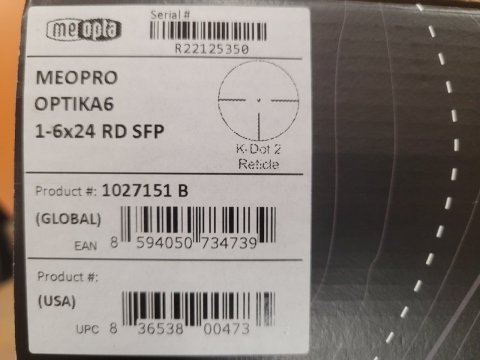 meopta
Serial #
R22125350
MEOPRO
OPTIKA6
1-6x24 RD SFP
K-Dot 2
Reticle
Product #: 1027151 B
(GLOBAL)
EAN 8 594050 734739
Product #:
(USA)
UPC 8 36538 00473